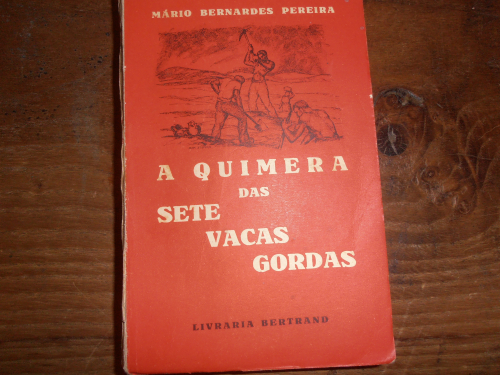 MÁRIO BERNARDES PEREIRA
A QUIMERA
DAS
SETE
VACAS
GORDAS
LIVRARIA BERTRAND